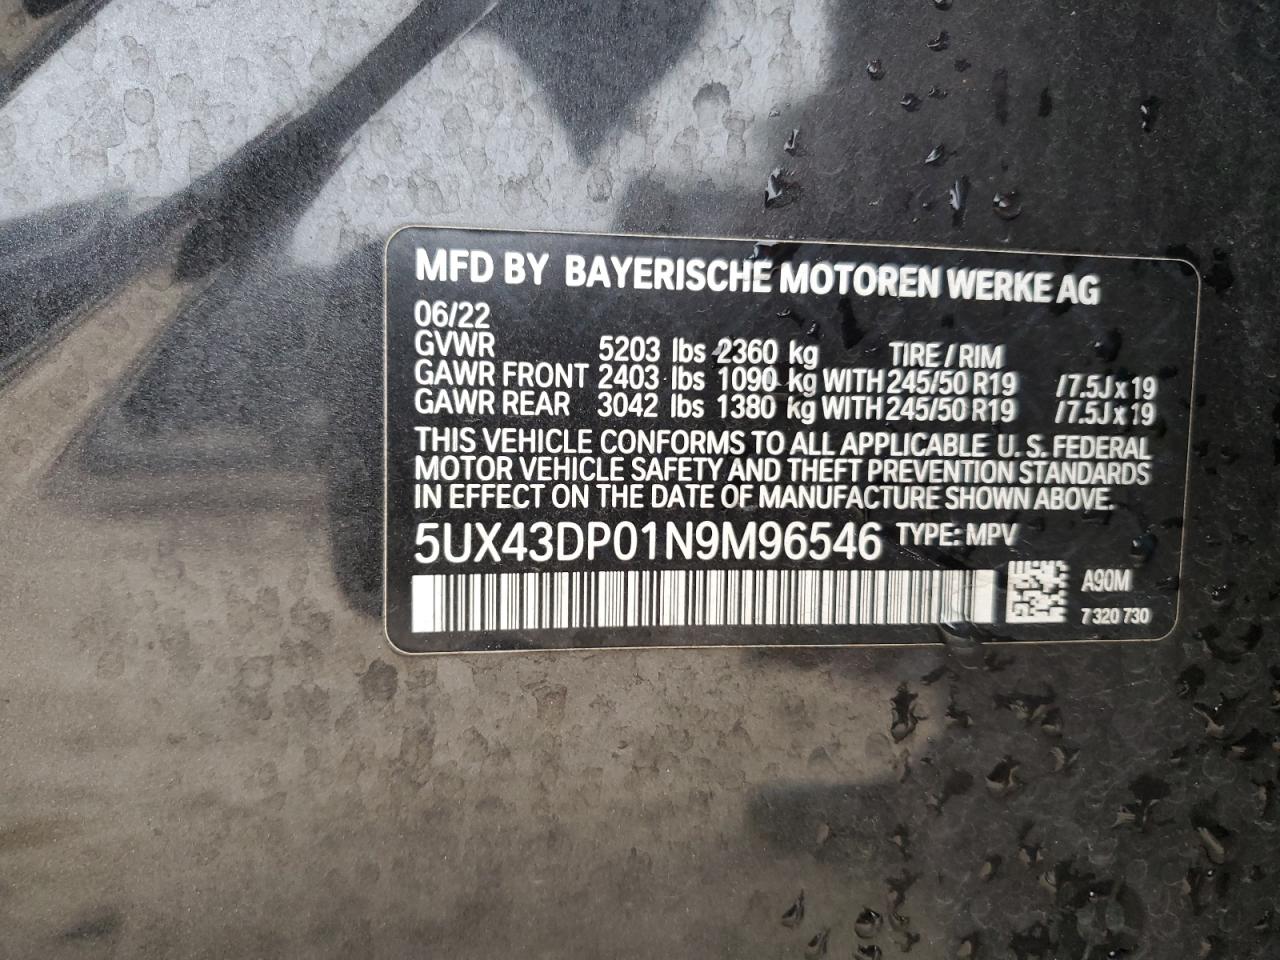 MFD BY BAYERISCHE MOTOREN WERKE AG
06/22
GVWR 5203 lbs 2360 kg TIRE / RIM
GAWR FRONT 2403 lbs 1090 kg WITH 245/50 R19 /7.5J x 19
GAWR REAR 3042 lbs 1380 kg WITH 245/50 R19 /7.5J x 19
THIS VEHICLE CONFORMS TO ALL APPLICABLE U. S. FEDERAL
MOTOR VEHICLE SAFETY AND THEFT PREVENTION STANDARDS
IN EFFECT ON THE DATE OF MANUFACTURE SHOWN ABOVE.
5UX43DP01N9M96546 TYPE: MPV
A90M
7 320 730